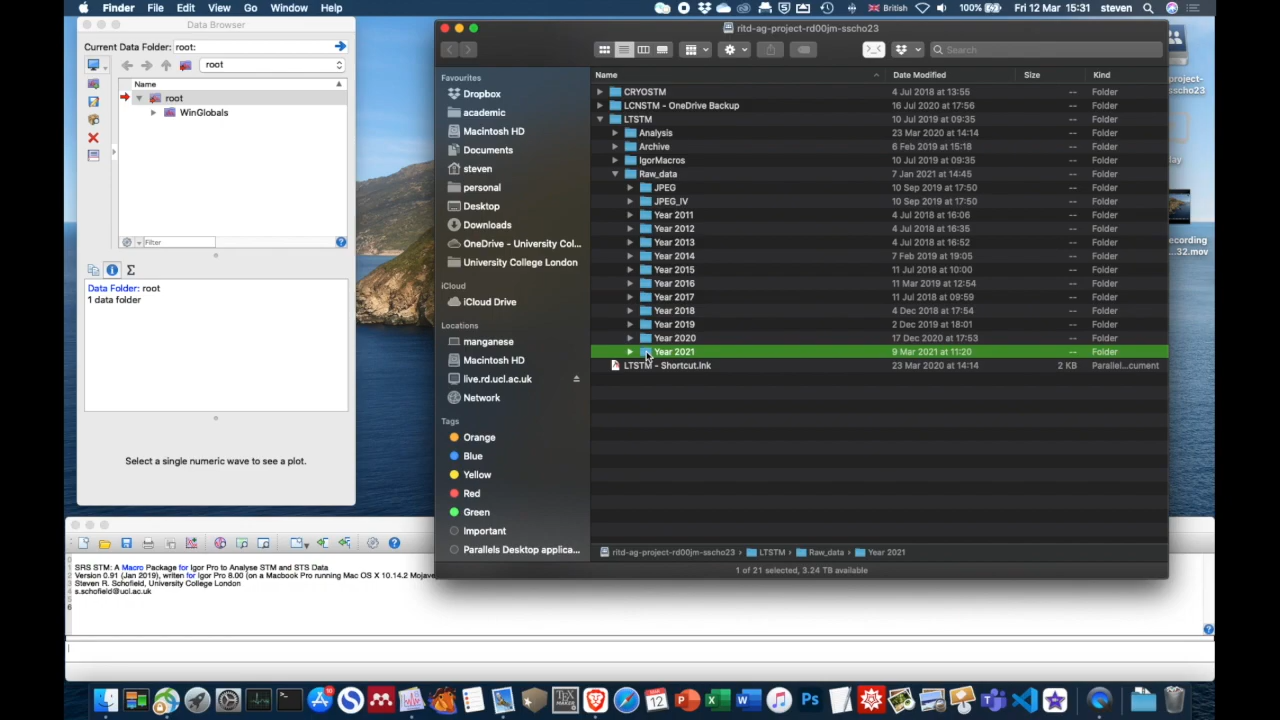 Finder File Edit View Go Window Help
British 100% Fri 12 Mar 15:31 steven
Data Browser
Current Data Folder: root:
root
Name
root
WinGlobals
Filter
Data Folder: root
1 data folder
Select a single numeric wave to see a plot.
ritd-ag-project-rd00jm-sscho23
Search
Favourites
Dropbox
academic
Macintosh HD
Documents
steven
personal
Desktop
Downloads
OneDrive - University Col...
University College London
iCloud
iCloud Drive
Locations
manganese
Macintosh HD
live.rd.ucl.ac.uk
Network
Tags
Orange
Blue
Yellow
Red
Green
Important
Parallels Desktop applica...
Name Date Modified Size Kind
CRYOSTM 4 Jul 2018 at 13:55 -- Folder
LCNSTM - OneDrive Backup 16 Jul 2020 at 17:56 -- Folder
LTSTM 10 Jul 2019 at 09:35 -- Folder
Analysis 23 Mar 2020 at 14:14 -- Folder
Archive 6 Feb 2019 at 15:18 -- Folder
IgorMacros 10 Jul 2019 at 09:35 -- Folder
Raw_data 7 Jan 2021 at 14:45 -- Folder
JPEG 10 Sep 2019 at 17:50 -- Folder
JPEG_IV 10 Sep 2019 at 17:50 -- Folder
Year 2011 4 Jul 2018 at 16:06 -- Folder
Year 2012 4 Jul 2018 at 16:35 -- Folder
Year 2013 4 Jul 2018 at 16:52 -- Folder
Year 2014 7 Feb 2018 at 19:05 -- Folder
Year 2015 11 Jul 2018 at 10:00 -- Folder
Year 2016 11 Mar 2019 at 12:54 -- Folder
Year 2017 11 Jul 2018 at 09:59 -- Folder
Year 2018 4 Dec 2018 at 17:54 -- Folder
Year 2019 2 Dec 2019 at 18:01 -- Folder
Year 2020 17 Dec 2020 at 17:53 -- Folder
Year 2021 9 Mar 2021 at 11:20 -- Folder
LTSTM - Shortcut.lnk 23 Mar 2020 at 14:14 2 KB Parallel...cument
ritd-ag-project-rd00jm-sscho23 › LTSTM › Raw_data › Year 2021
1 of 21 selected, 3.24 TB available
project-
sscho23
ay
ecording
32.mov
SRS STM: A Macro Package for Igor Pro to Analyse STM and STS Data
Version 0.91 (Jan 2019), writen for Igor Pro 8.00 (on a Macbook Pro running Mac OS X 10.14.2 Mojave
Steven R. Schofield, University College London
s.schofield@ucl.ac.uk
6